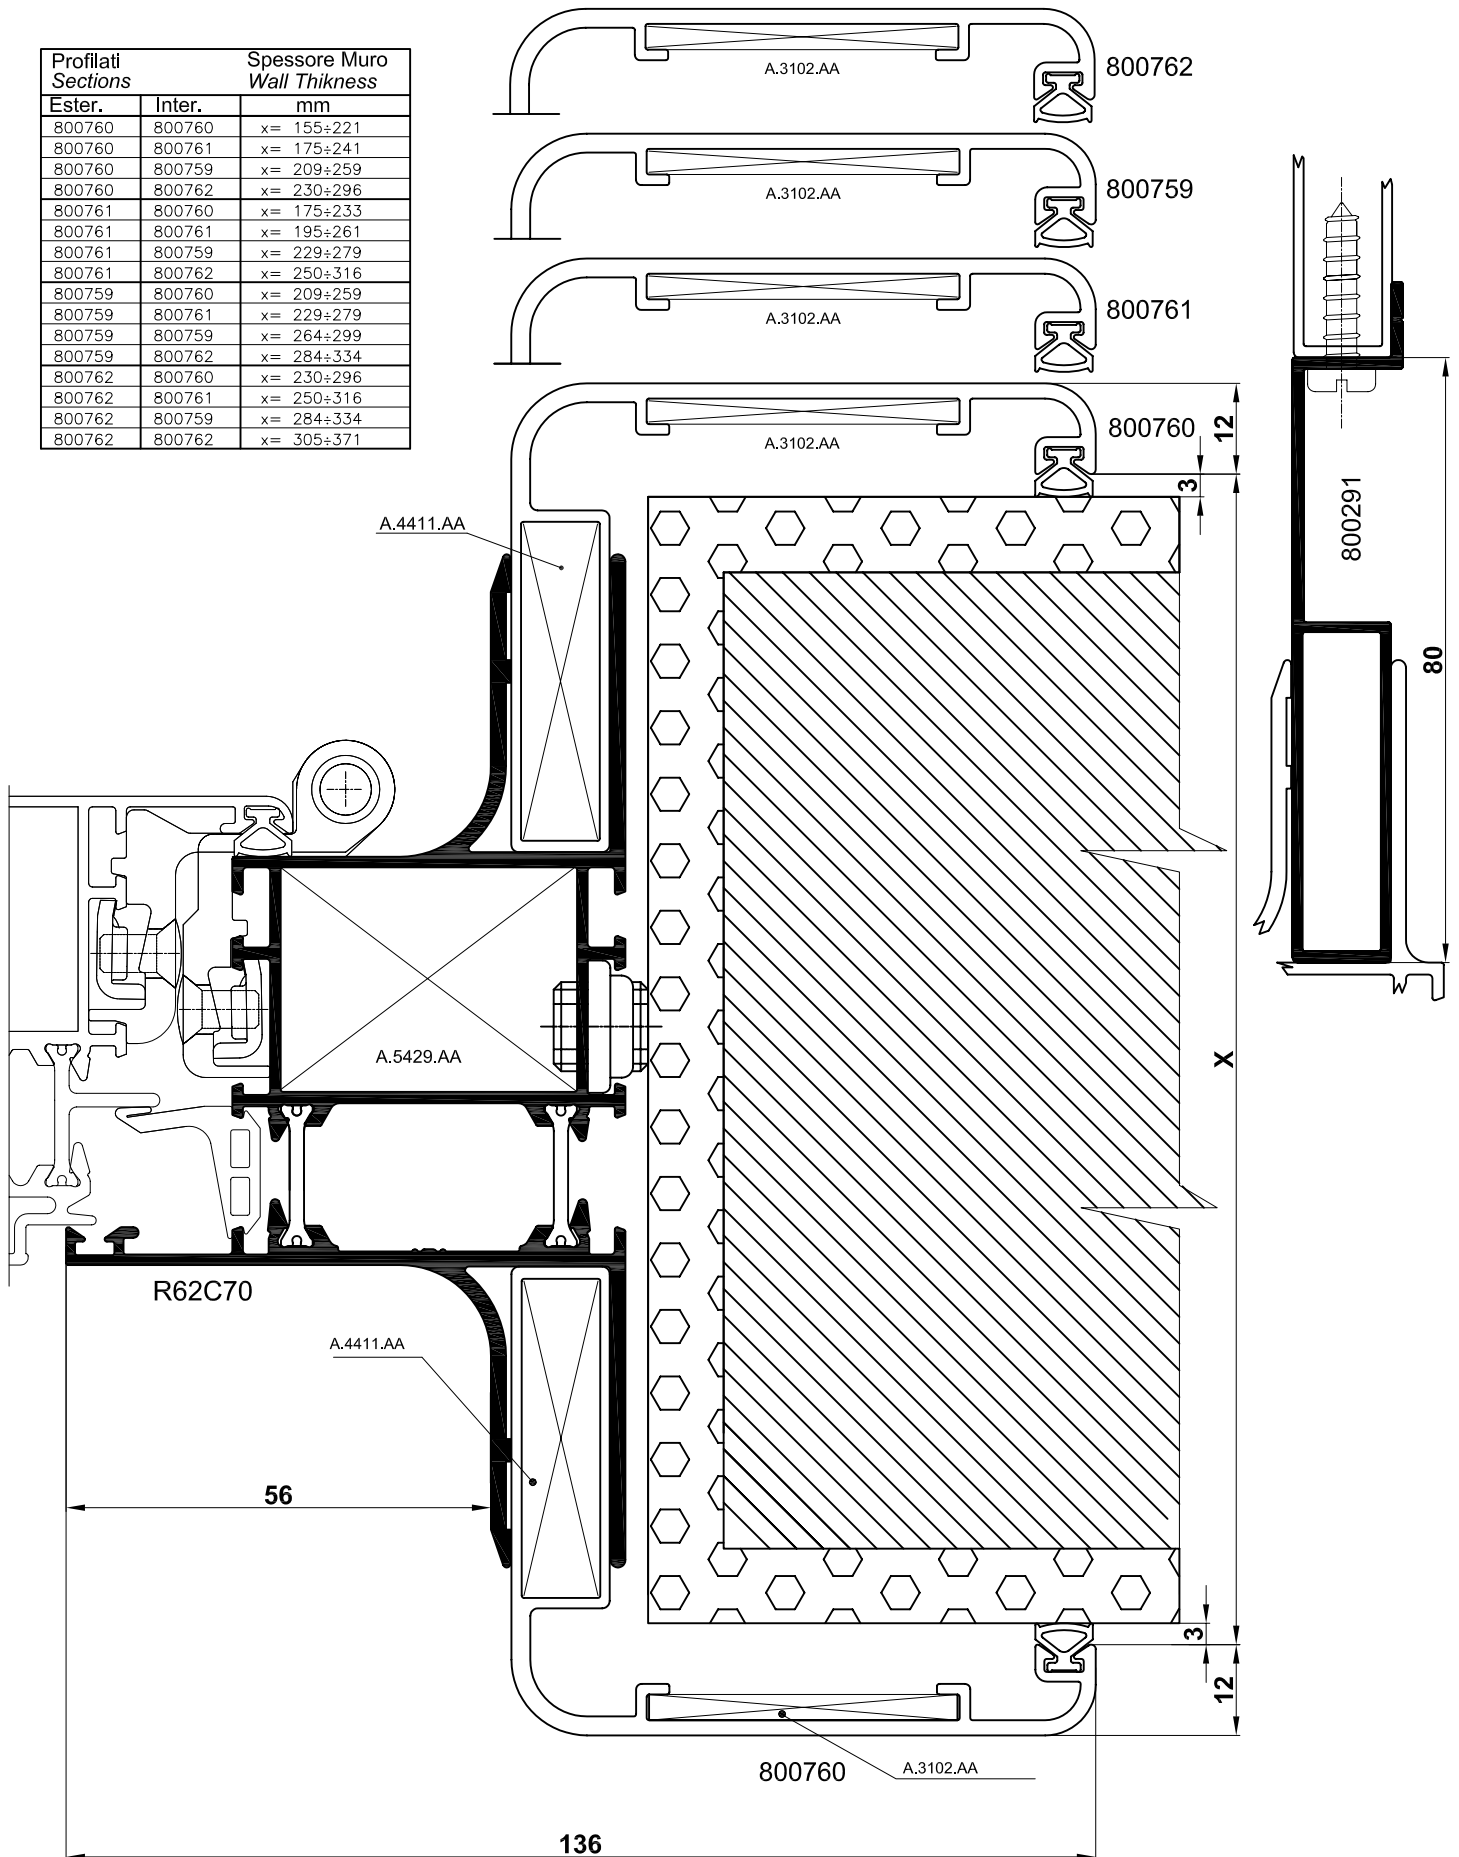 Profilati Spessore Muro
Sections Wall Thikness
Ester. Inter. mm
800760 800760 x= 155÷221
800760 800761 x= 175÷241
800760 800759 x= 209÷259
800760 800762 x= 230÷296
800761 800760 x= 175÷233
800761 800761 x= 195÷261
800761 800759 x= 229÷279
800761 800762 x= 250÷316
800759 800760 x= 209÷259
800759 800761 x= 229÷279
800759 800759 x= 264÷299
800759 800762 x= 284÷334
800762 800760 x= 230÷296
800762 800761 x= 250÷316
800762 800759 x= 284÷334
800762 800762 x= 305÷371
A.3102.AA
800762
A.3102.AA
800759
A.3102.AA
800761
A.3102.AA
800760
12
3
A.4411.AA
800291
80
A.5429.AA
X
R62C70
A.4411.AA
56
3
12
800760
A.3102.AA
136